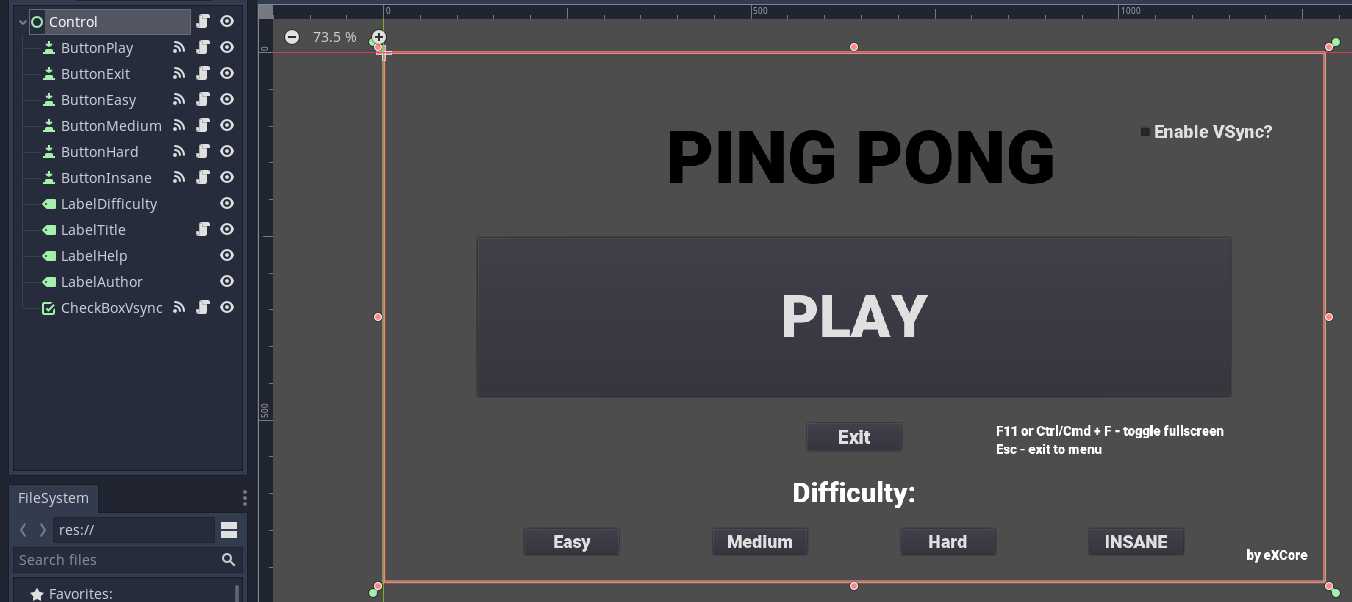 Control
ButtonPlay
ButtonExit
ButtonEasy
ButtonMedium
ButtonHard
ButtonInsane
LabelDifficulty
LabelTitle
LabelHelp
LabelAuthor
CheckBoxVsync
FileSystem
res://
Search files
Favorites:
0
500
1000
73.5 %
0
500
PING PONG
Enable VSync?
PLAY
Exit
F11 or Ctrl/Cmd + F - toggle fullscreen
Esc - exit to menu
Difficulty:
Easy
Medium
Hard
INSANE
by eXCore